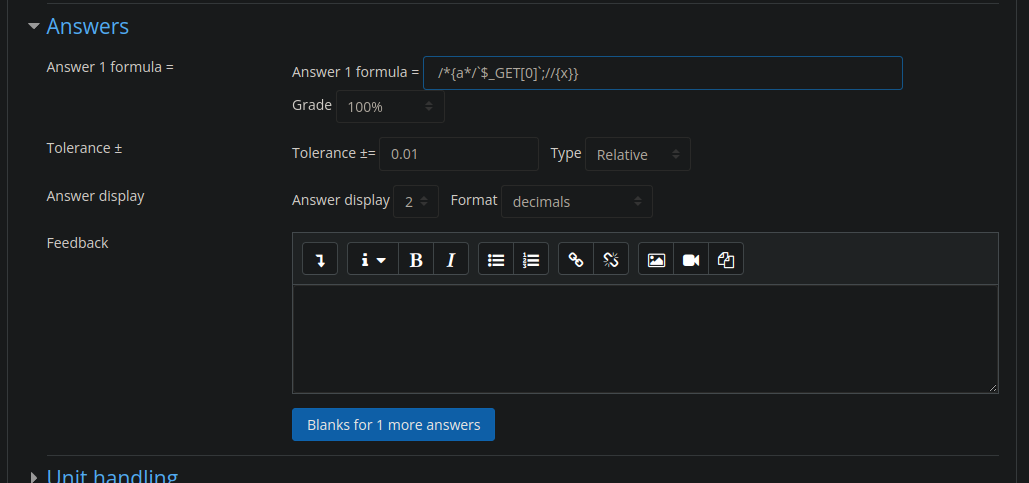 Answers
Answer 1 formula =
Answer 1 formula = /*{a*/`$_GET[0]`;//{x}}
Grade 100%
Tolerance ±
Tolerance ±= 0.01 Type Relative
Answer display
Answer display 2 Format decimals
Feedback
i B I
Blanks for 1 more answers
Unit handling